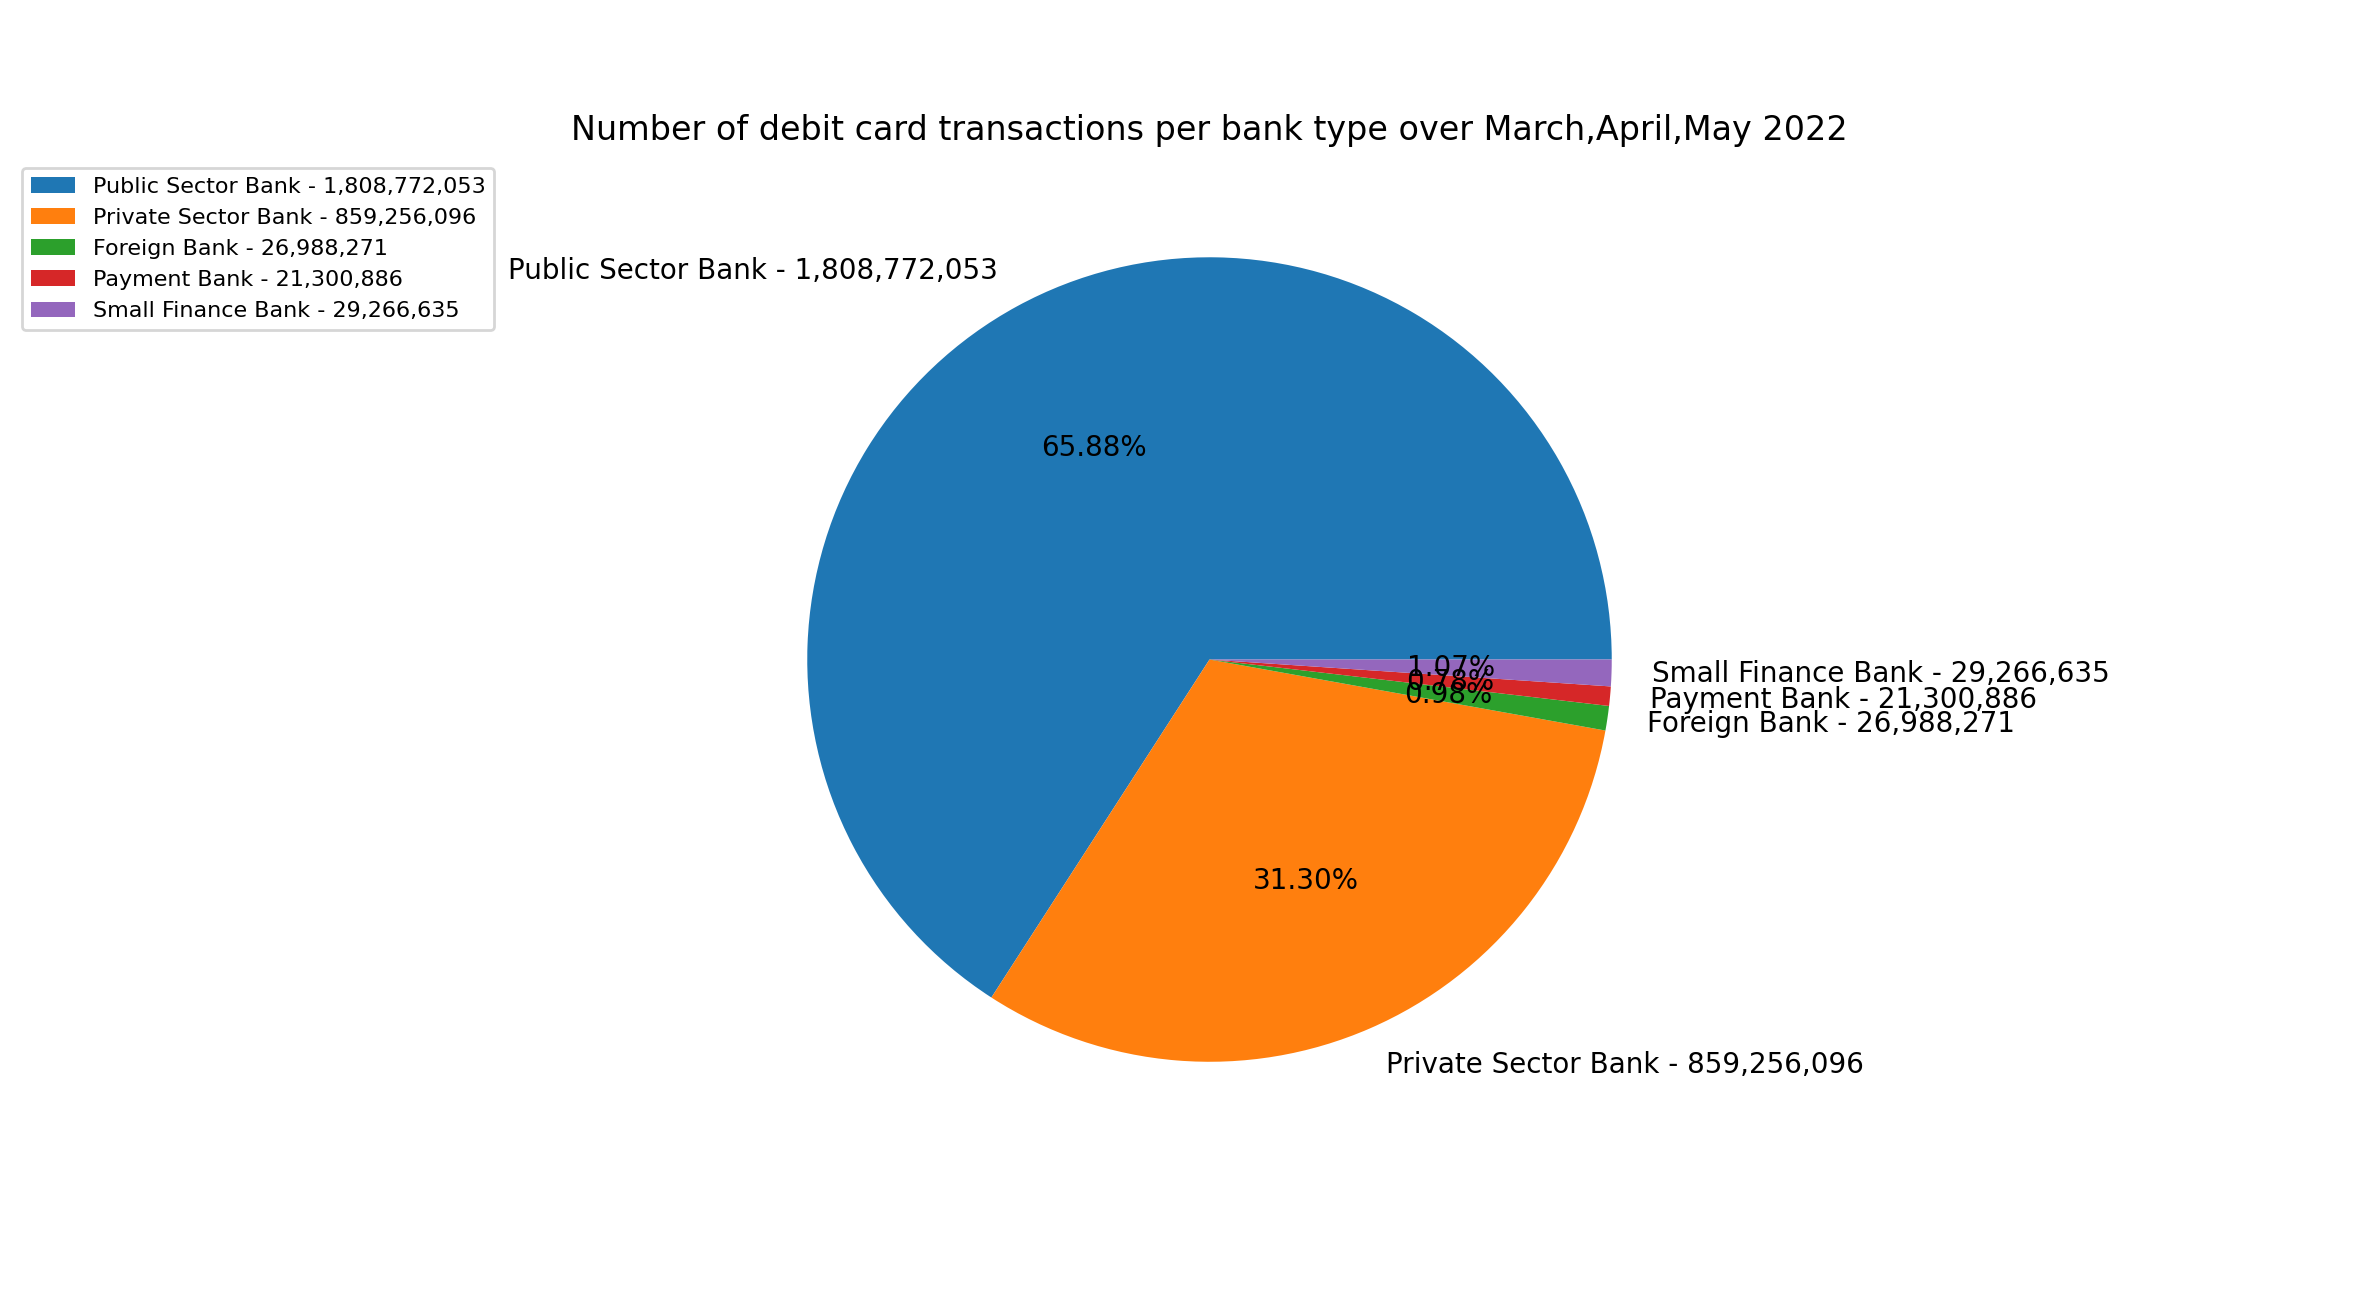 Number of debit card transactions per bank type over March,April,May 2022
Public Sector Bank - 1,808,772,053
Private Sector Bank - 859,256,096
Foreign Bank - 26,988,271
Payment Bank - 21,300,886
Small Finance Bank - 29,266,635
Public Sector Bank - 1,808,772,053
65.88%
1.07%
Small Finance Bank - 29,266,635
0.78%
Payment Bank - 21,300,886
0.98%
Foreign Bank - 26,988,271
31.30%
Private Sector Bank - 859,256,096